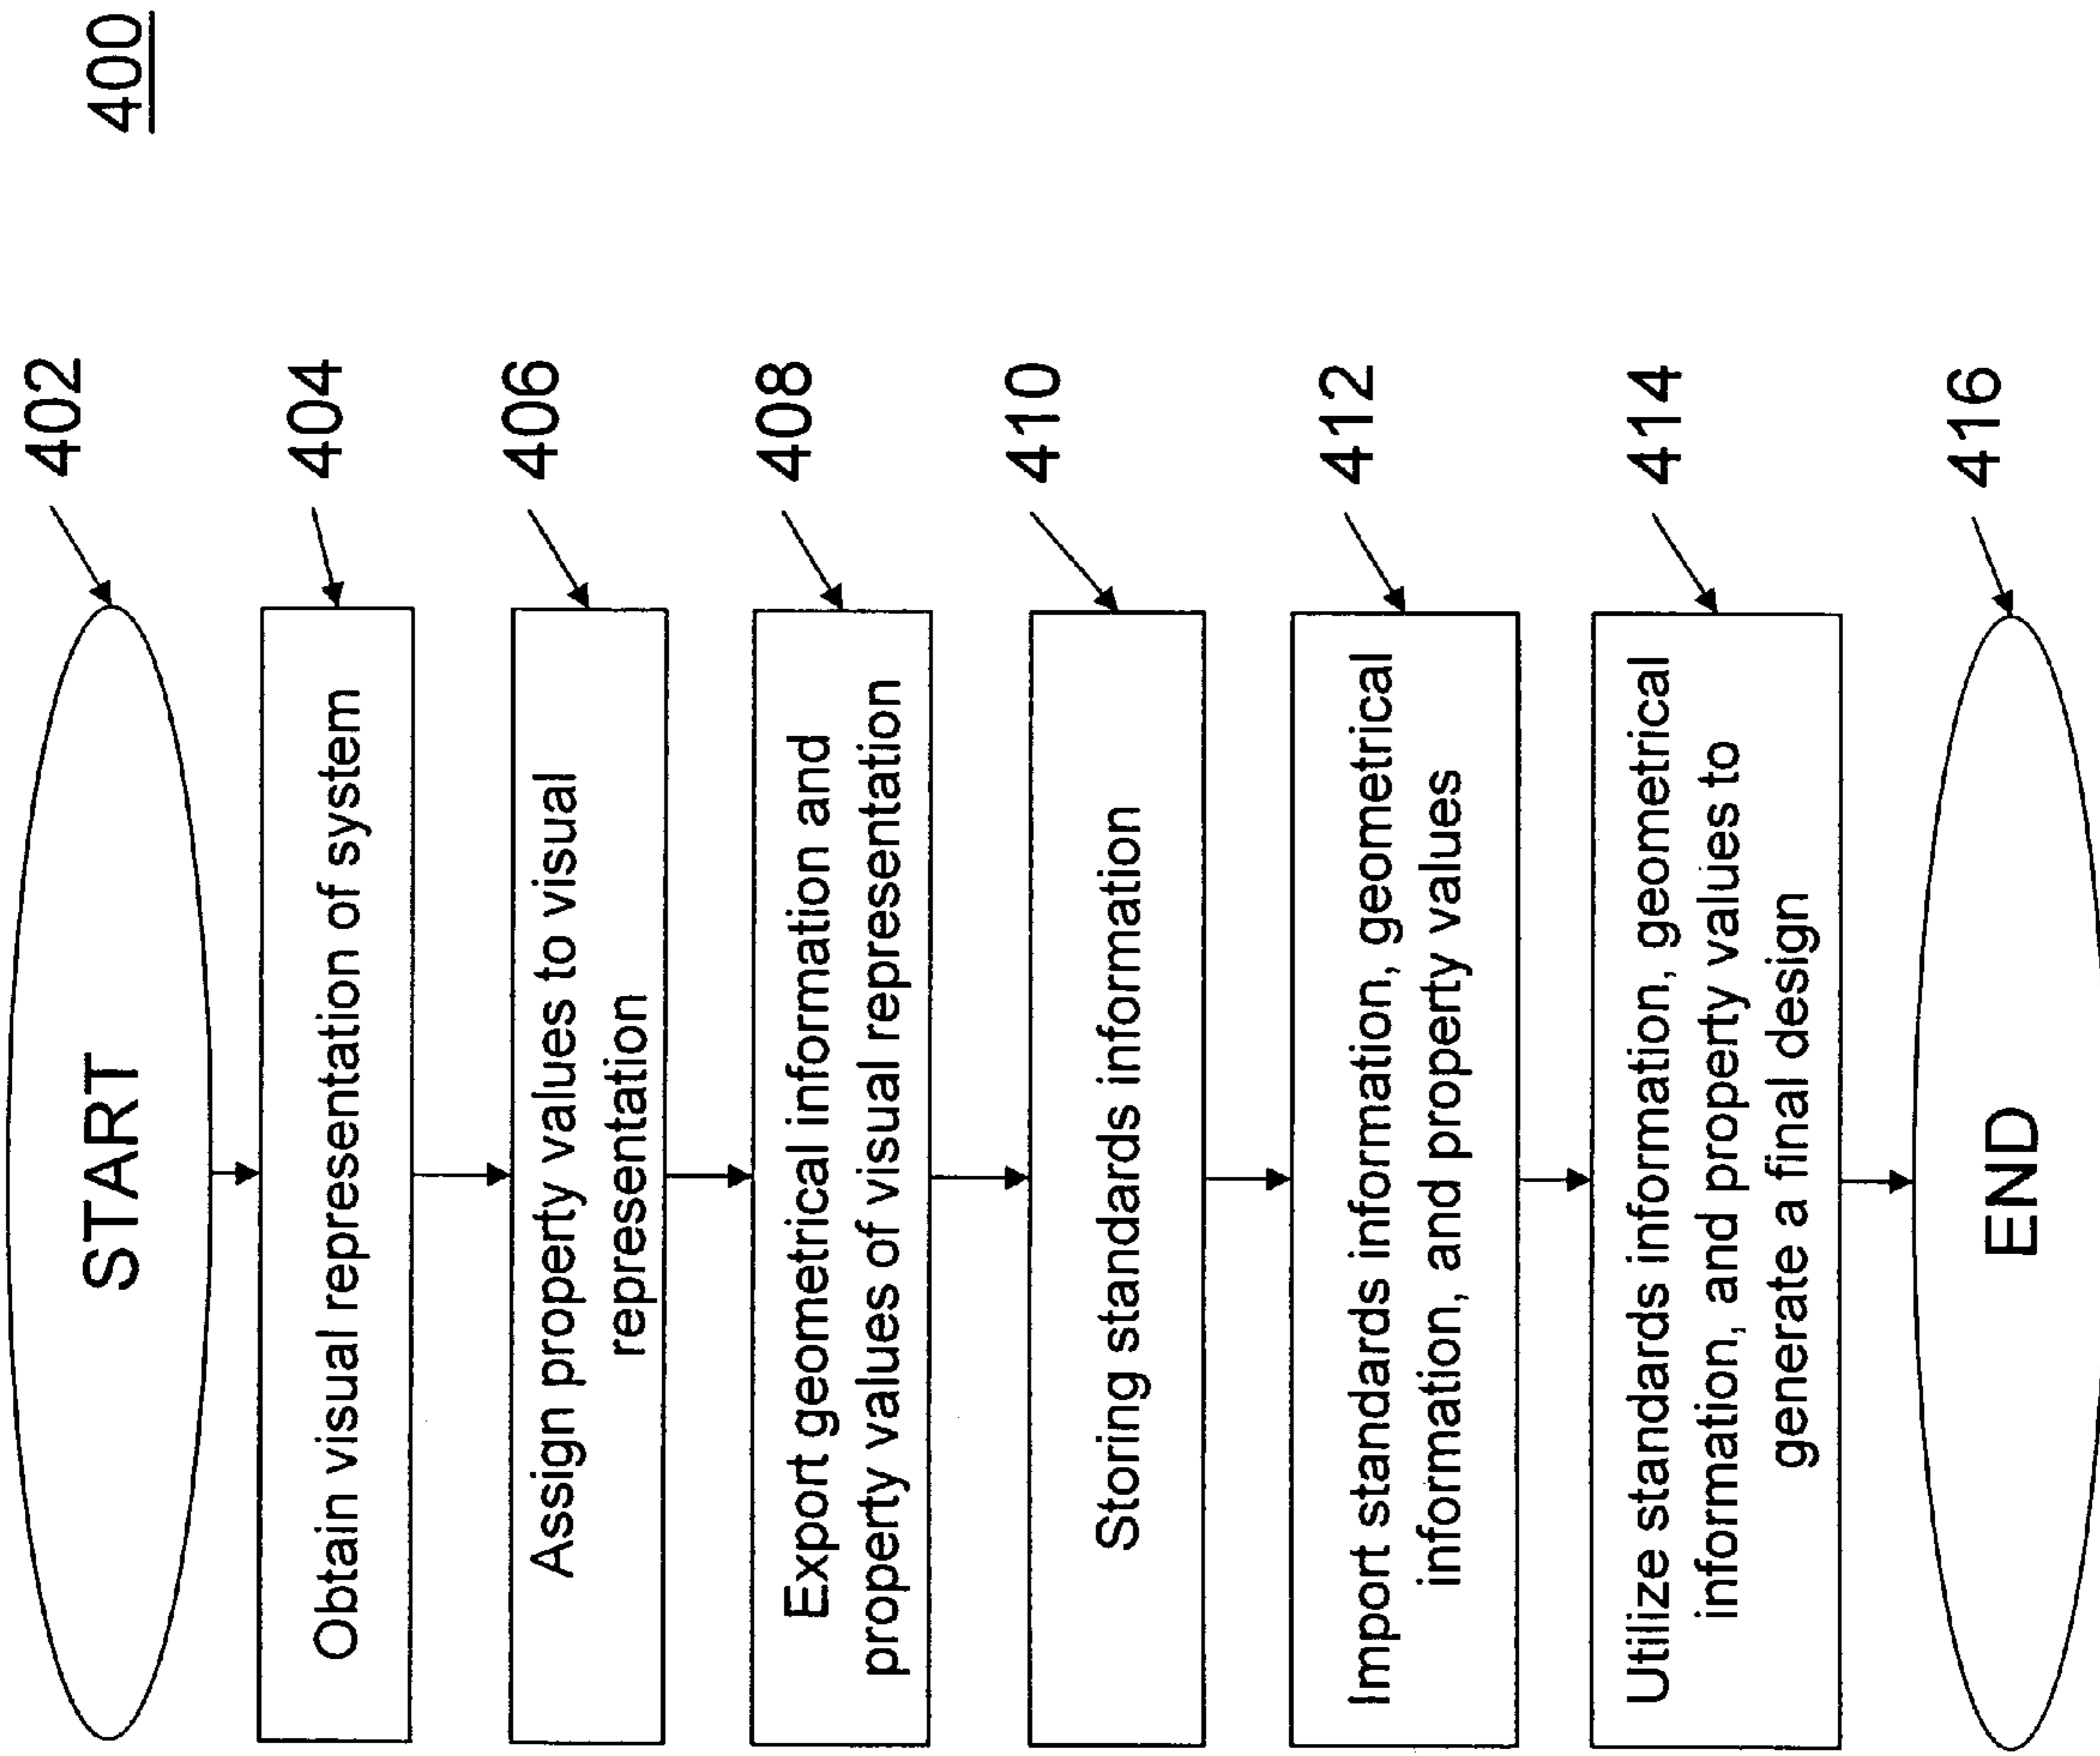 400
402
START
404
Obtain visual representation of system
406
Assign property values to visual
representation
408
Export geometrical information and
property values of visual representation
410
Storing standards information
412
Import standards information, geometrical
information, and property values
414
Utilize standards information, geometrical
information, and property values to
generate a final design
416
END